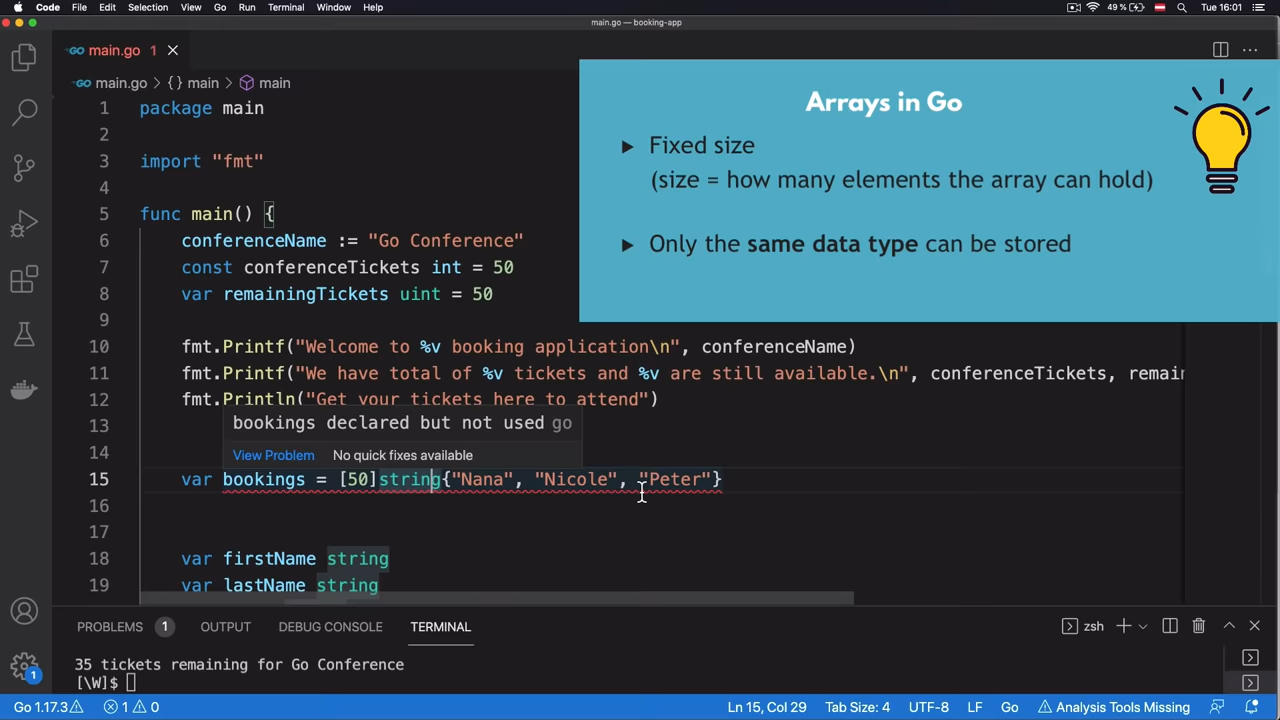 Code File Edit Selection View Go Run Terminal Window Help 49 % Tue 16:01
main.go — booking-app
main.go 1
main.go > {} main > main
1 package main
2
3 import "fmt"
4
5 func main() {
6 conferenceName := "Go Conference"
7 const conferenceTickets int = 50
8 var remainingTickets uint = 50
9
10 fmt.Printf("Welcome to %v booking application\n", conferenceName)
11 fmt.Printf("We have total of %v tickets and %v are still available.\n", conferenceTickets, remain
12 fmt.Println("Get your tickets here to attend")
13
bookings declared but not used go
View Problem No quick fixes available
14
15 var bookings = [50]string{"Nana", "Nicole", "Peter"}
16
17
18 var firstName string
19 var lastName string
Arrays in Go
▸ Fixed size
(size = how many elements the array can hold)
▸ Only the same data type can be stored
PROBLEMS 1 OUTPUT DEBUG CONSOLE TERMINAL zsh
35 tickets remaining for Go Conference
[\W]$
1
Go 1.17.3 1 0 Ln 15, Col 29 Tab Size: 4 UTF-8 LF Go Analysis Tools Missing